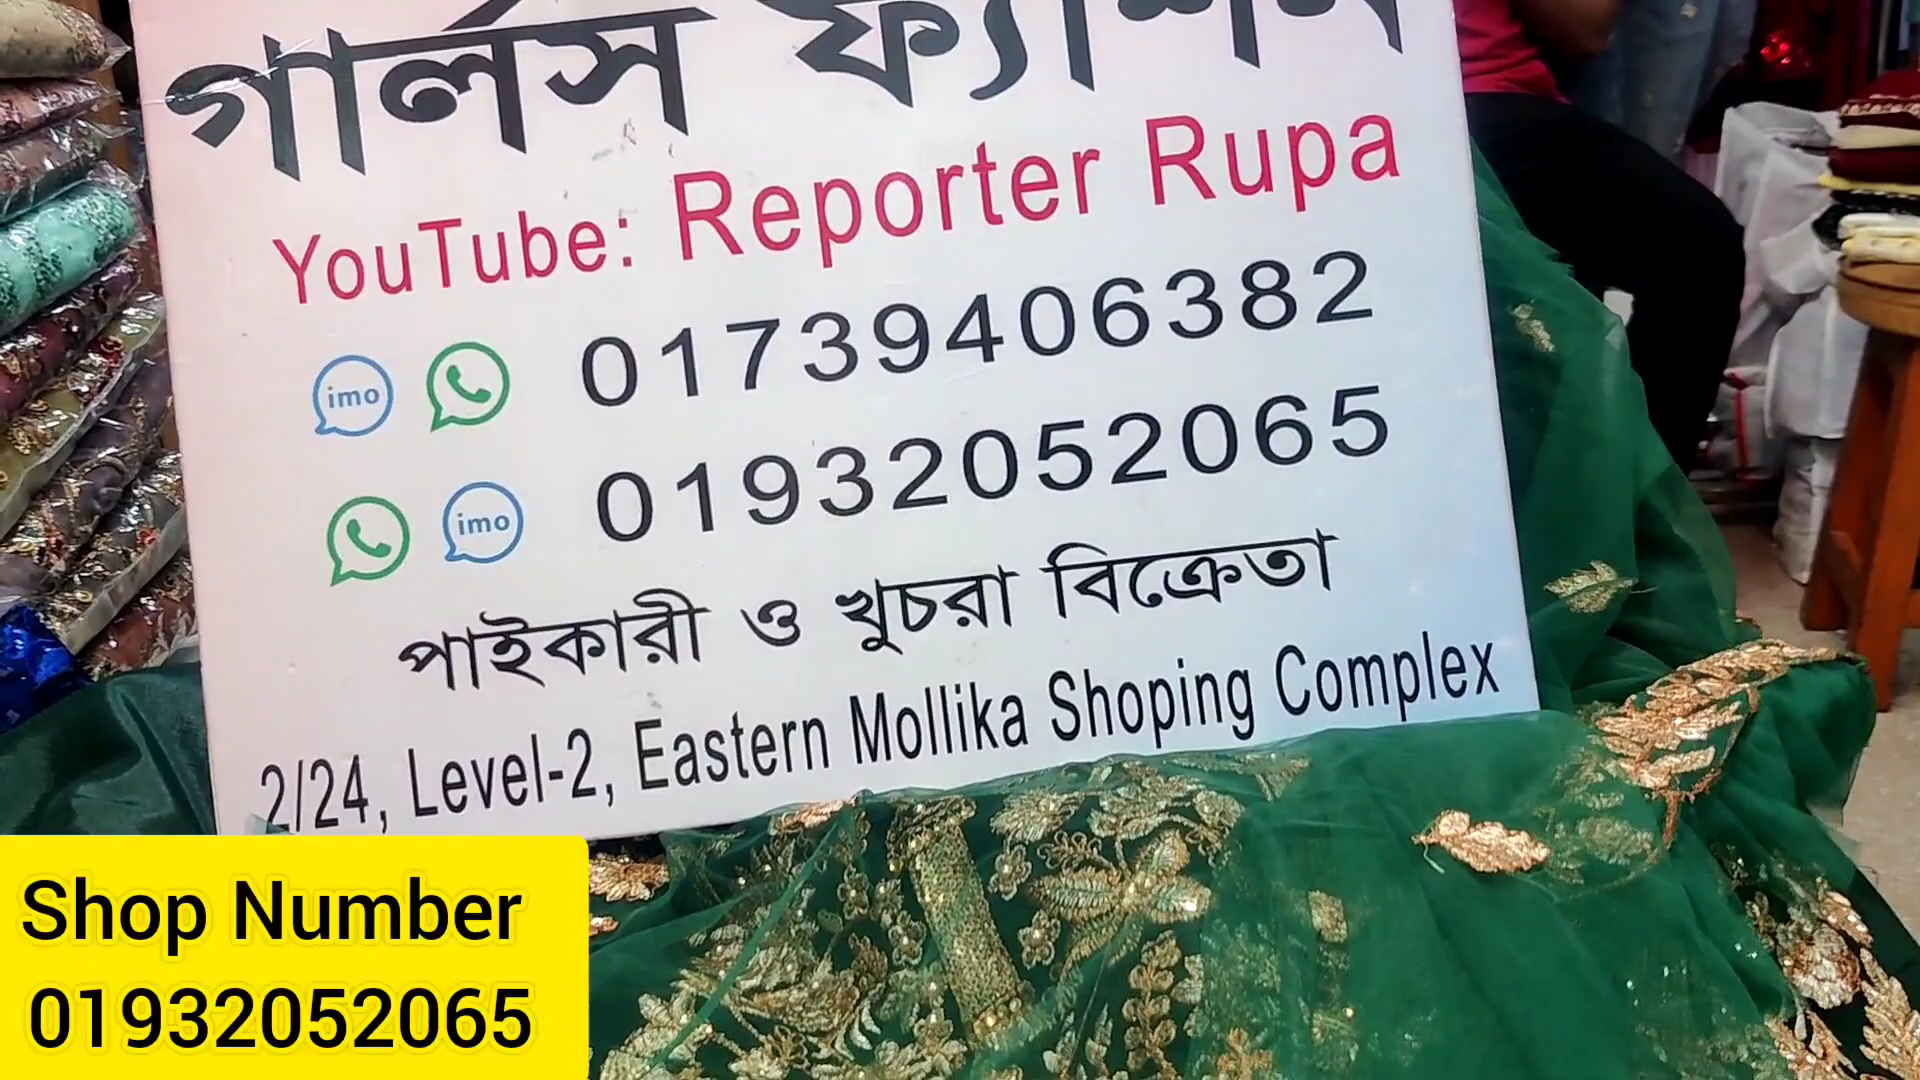 গার্লস ফ্যাশন
YouTube: Reporter Rupa
imo 01739406382
imo 01932052065
পাইকারী ও খুচরা বিক্রেতা
2/24, Level-2, Eastern Mollika Shoping Complex
Shop Number
01932052065